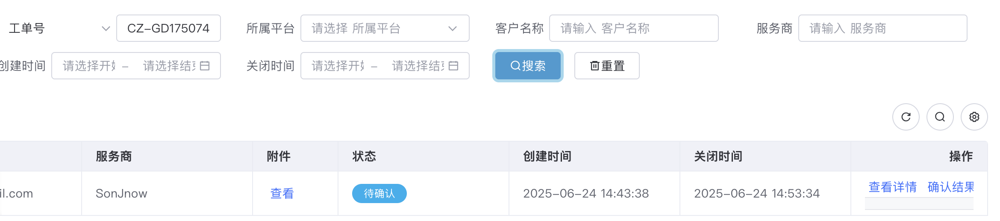 工单号 CZ-GD175074 所属平台 请选择 所属平台 客户名称 请输入 客户名称 服务商 请输入 服务商
创建时间 请选择开始 - 请选择结束 关闭时间 请选择开始 - 请选择结束 搜索 重置
服务商 附件 状态 创建时间 关闭时间 操作
il.com SonJnow 查看 待确认 2025-06-24 14:43:38 2025-06-24 14:53:34 查看详情 确认结果